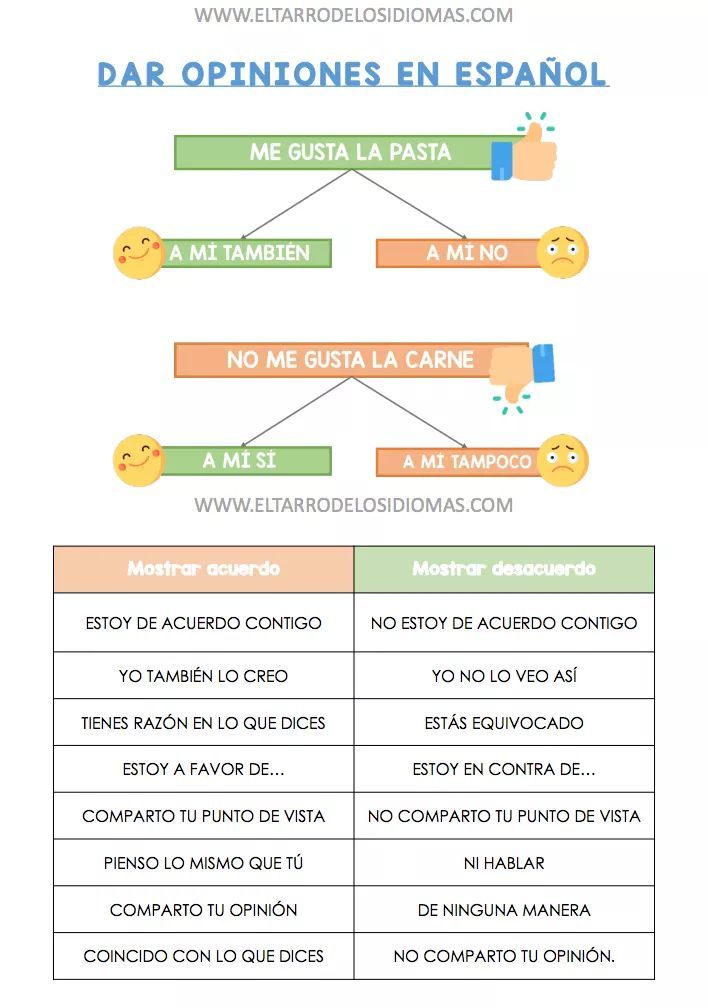 WWW.ELTARRODELOSIDIOMAS.COM
DAR OPINIONES EN ESPAÑOL
ME GUSTA LA PASTA
A MÍ TAMBIÉN
A MÍ NO
NO ME GUSTA LA CARNE
A MÍ SÍ
A MÍ TAMPOCO
WWW.ELTARRODELOSIDIOMAS.COM
Mostrar acuerdo
Mostrar desacuerdo
ESTOY DE ACUERDO CONTIGO
NO ESTOY DE ACUERDO CONTIGO
YO TAMBIÉN LO CREO
YO NO LO VEO ASÍ
TIENES RAZÓN EN LO QUE DICES
ESTÁS EQUIVOCADO
ESTOY A FAVOR DE…
ESTOY EN CONTRA DE…
COMPARTO TU PUNTO DE VISTA
NO COMPARTO TU PUNTO DE VISTA
PIENSO LO MISMO QUE TÚ
NI HABLAR
COMPARTO TU OPINIÓN
DE NINGUNA MANERA
COINCIDO CON LO QUE DICES
NO COMPARTO TU OPINIÓN.